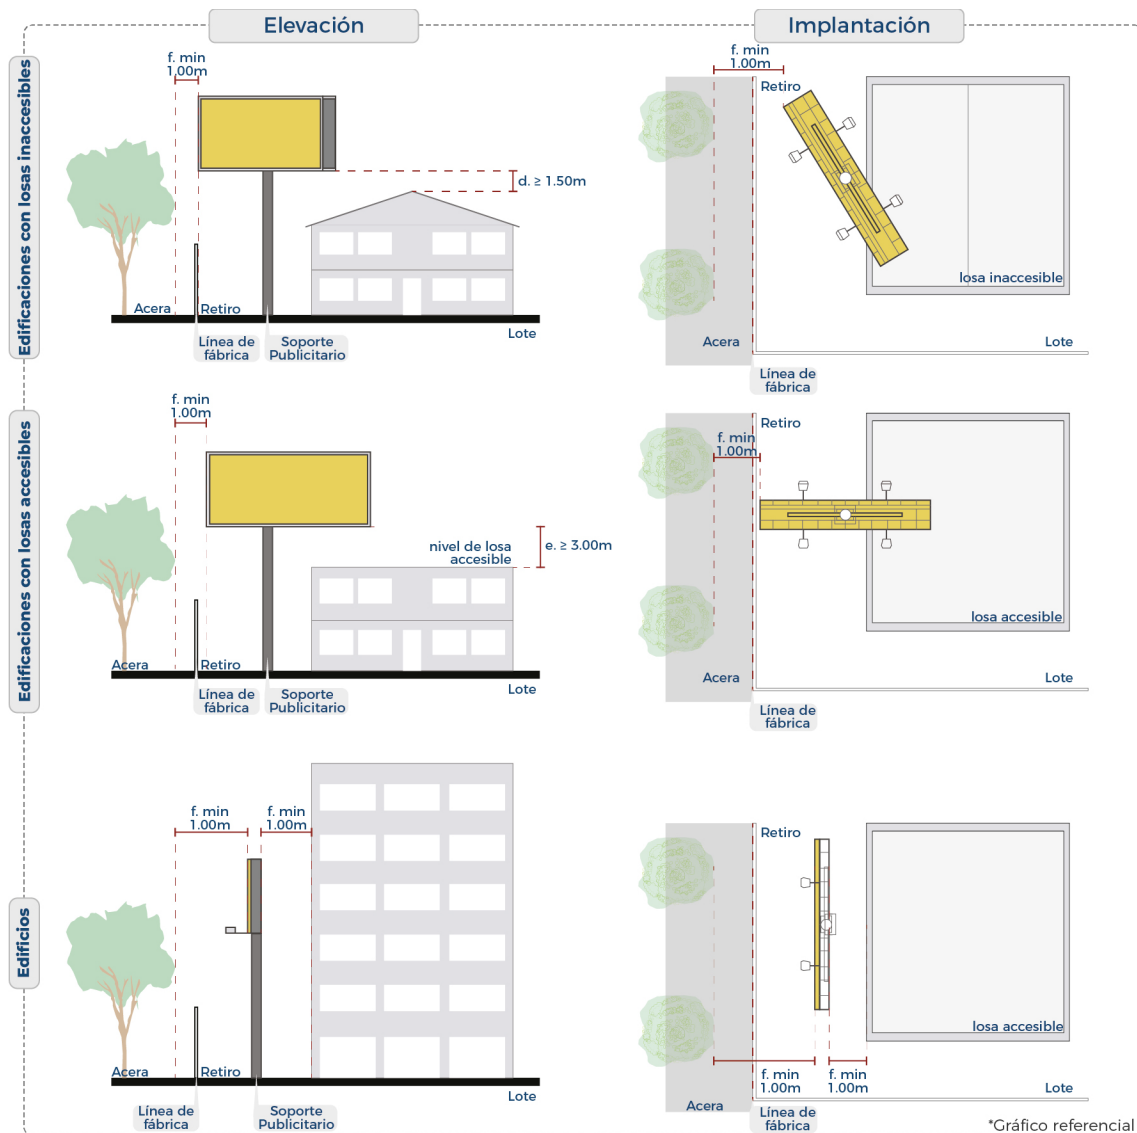 Elevación
Implantación
Edificaciones con losas inaccesibles
f. min
1.00m
d. ≥ 1.50m
Acera
Retiro
Lote
Línea de
fábrica
Soporte
Publicitario
f. min
1.00m
Retiro
losa inaccesible
Acera
Lote
Línea de
fábrica
Edificaciones con losas accesibles
f. min
1.00m
nivel de losa
accesible
e. ≥ 3.00m
Acera
Retiro
Lote
Línea de
fábrica
Soporte
Publicitario
Retiro
f. min
1.00m
losa accesible
Acera
Lote
Línea de
fábrica
Edificios
f. min
1.00m
f. min
1.00m
Acera
Retiro
Lote
Línea de
fábrica
Soporte
Publicitario
Retiro
losa accesible
f. min
1.00m
f. min
1.00m
Lote
Acera
Línea de
fábrica
*Gráfico referencial